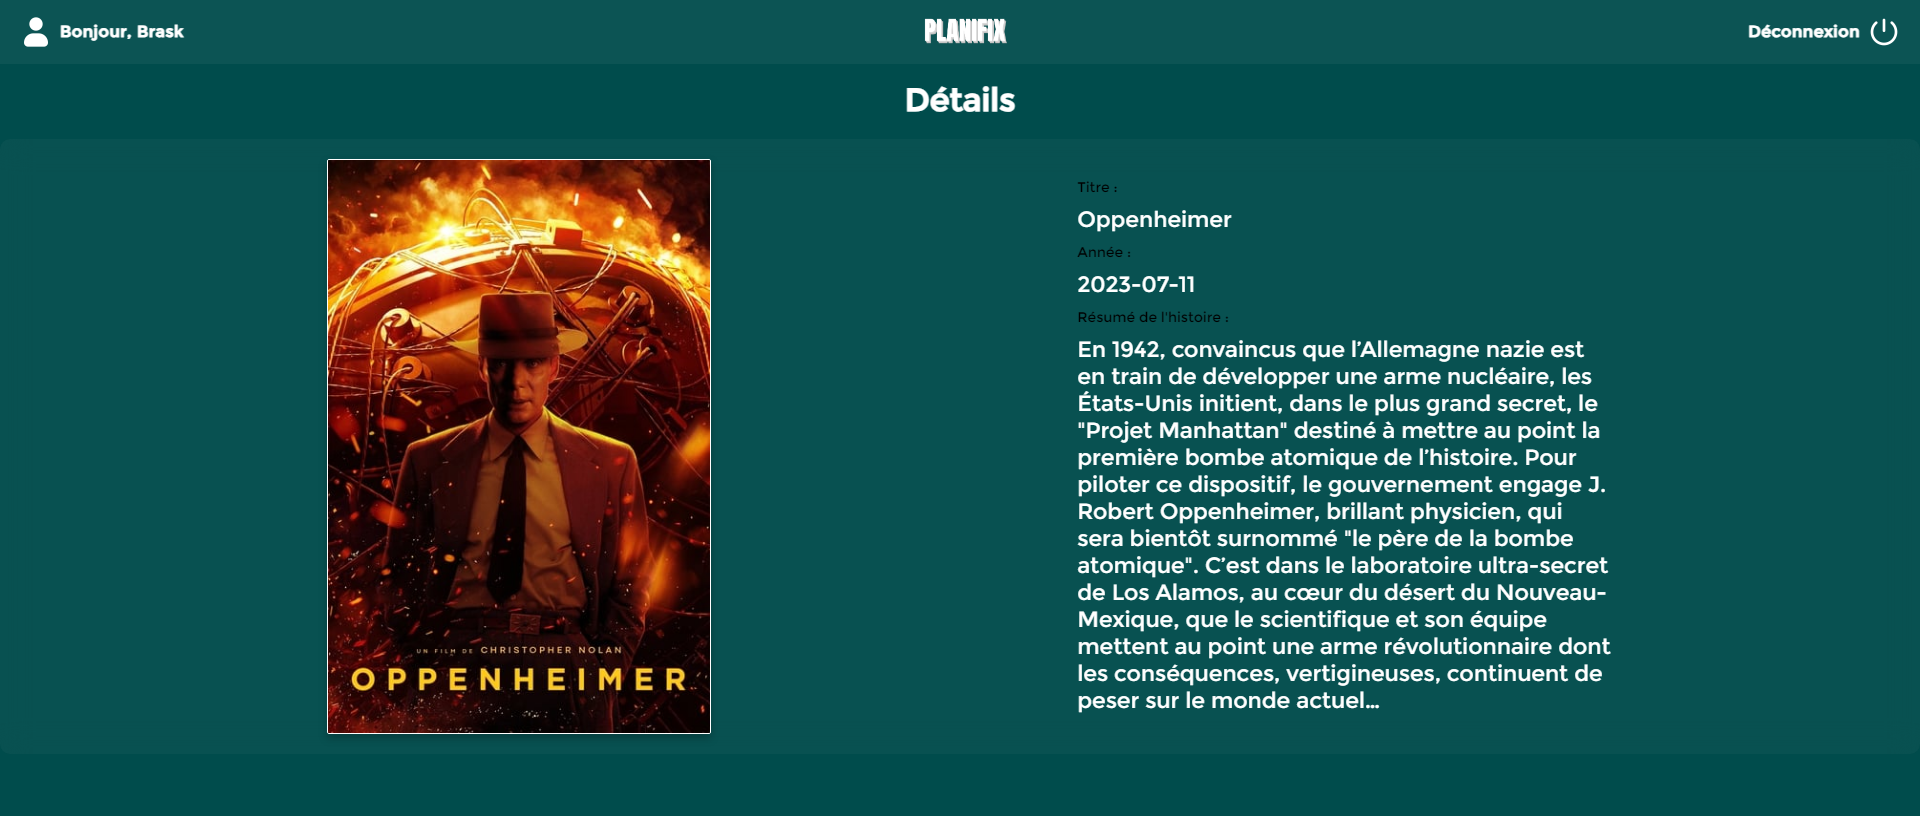 Bonjour, Brask
PLANIFIX
Déconnexion
Détails
UN FILM DE CHRISTOPHER NOLAN
OPPENHEIMER
Titre :
Oppenheimer
Année :
2023-07-11
Résumé de l'histoire :
En 1942, convaincus que l’Allemagne nazie est
en train de développer une arme nucléaire, les
États-Unis initient, dans le plus grand secret, le
"Projet Manhattan" destiné à mettre au point la
première bombe atomique de l’histoire. Pour
piloter ce dispositif, le gouvernement engage J.
Robert Oppenheimer, brillant physicien, qui
sera bientôt surnommé "le père de la bombe
atomique". C’est dans le laboratoire ultra-secret
de Los Alamos, au cœur du désert du Nouveau-
Mexique, que le scientifique et son équipe
mettent au point une arme révolutionnaire dont
les conséquences, vertigineuses, continuent de
peser sur le monde actuel…